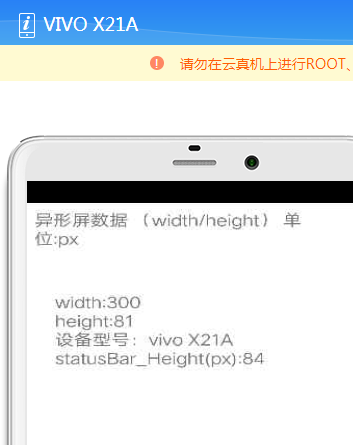 VIVO X21A
请勿在云真机上进行ROOT、
异形屏数据 （width/height） 单
位:px
width:300
height:81
设备型号：vivo X21A
statusBar_Height(px):84